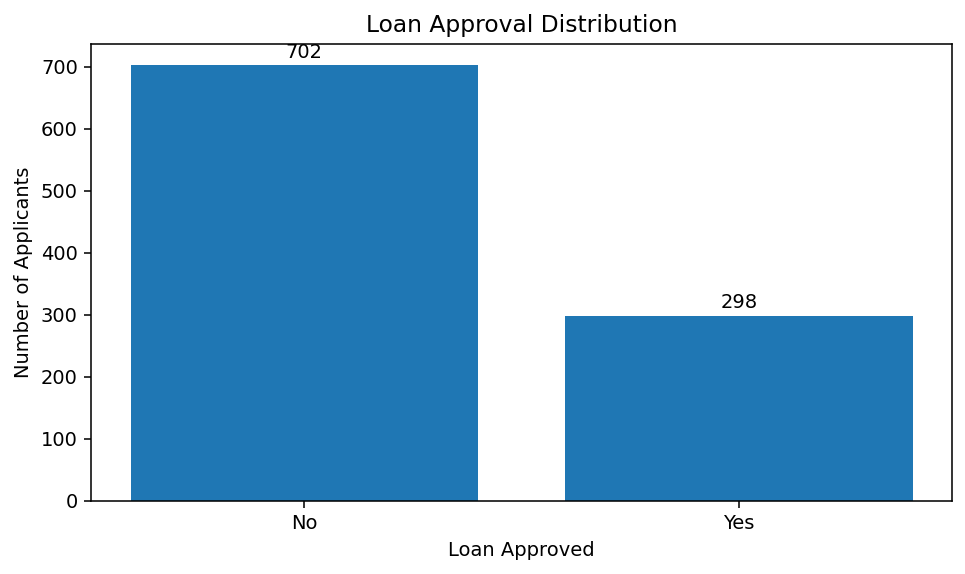 Loan Approval Distribution
702
298
700
600
500
400
300
200
100
0
Number of Applicants
No
Yes
Loan Approved